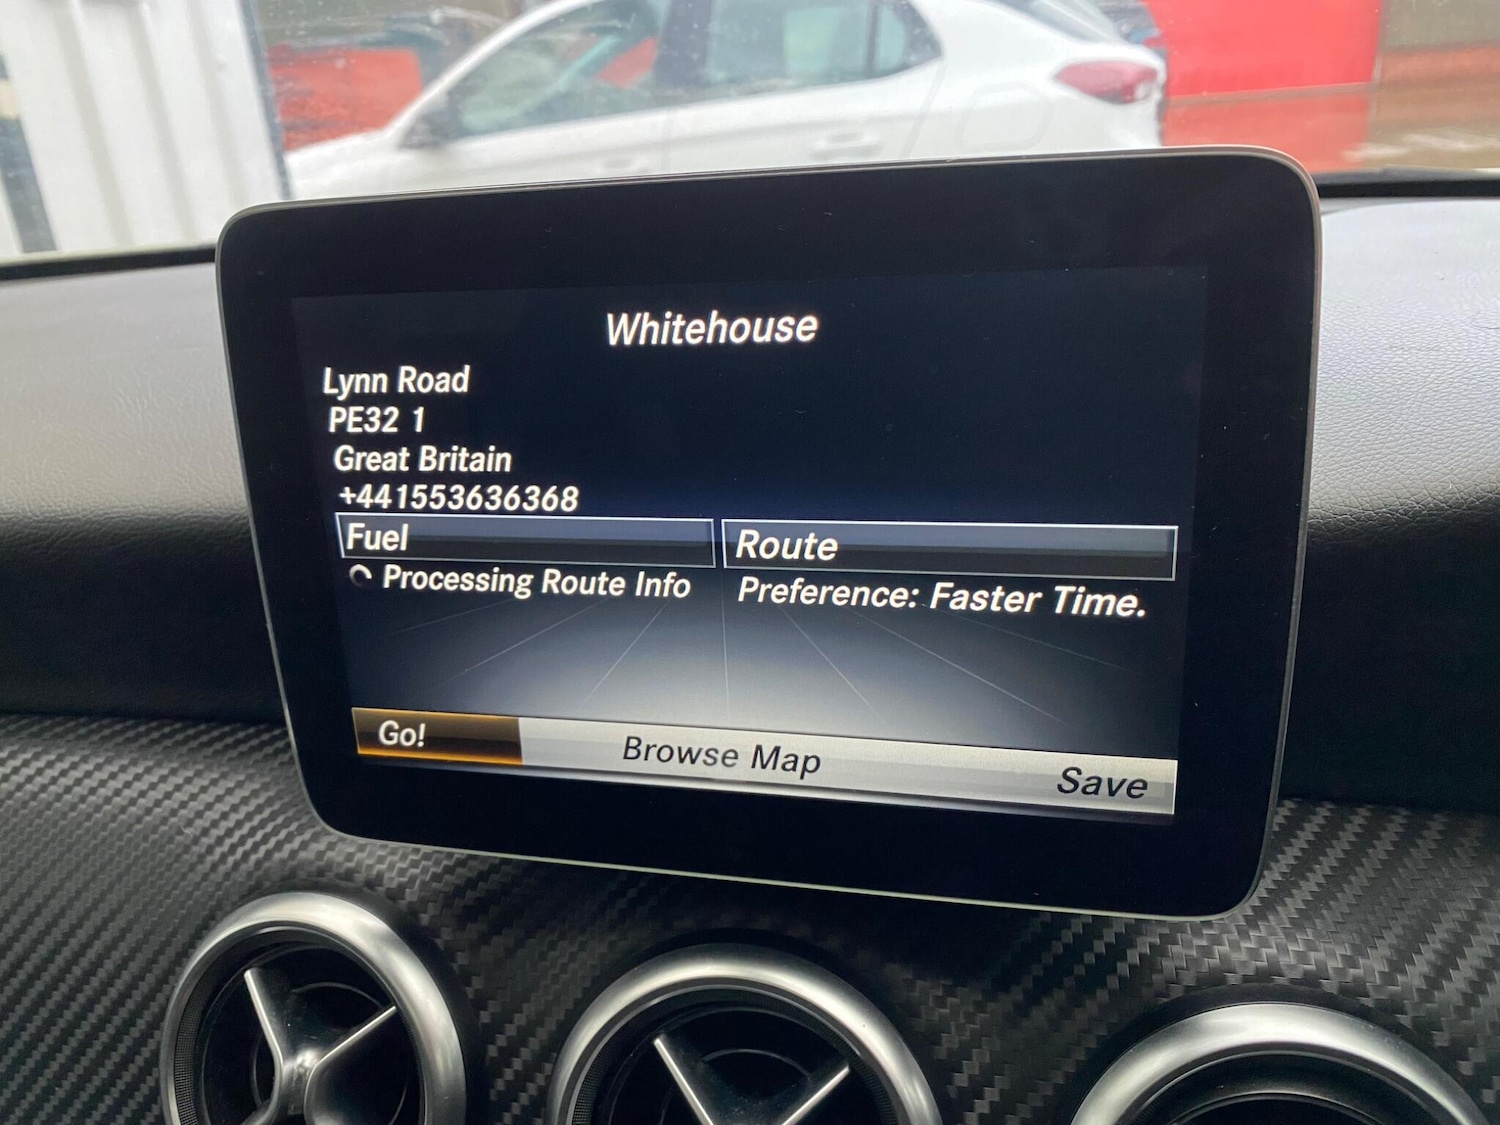 Whitehouse
Lynn Road
PE32 1
Great Britain
+441553636368
Fuel
Route
Processing Route Info
Preference: Faster Time.
Go!
Browse Map
Save